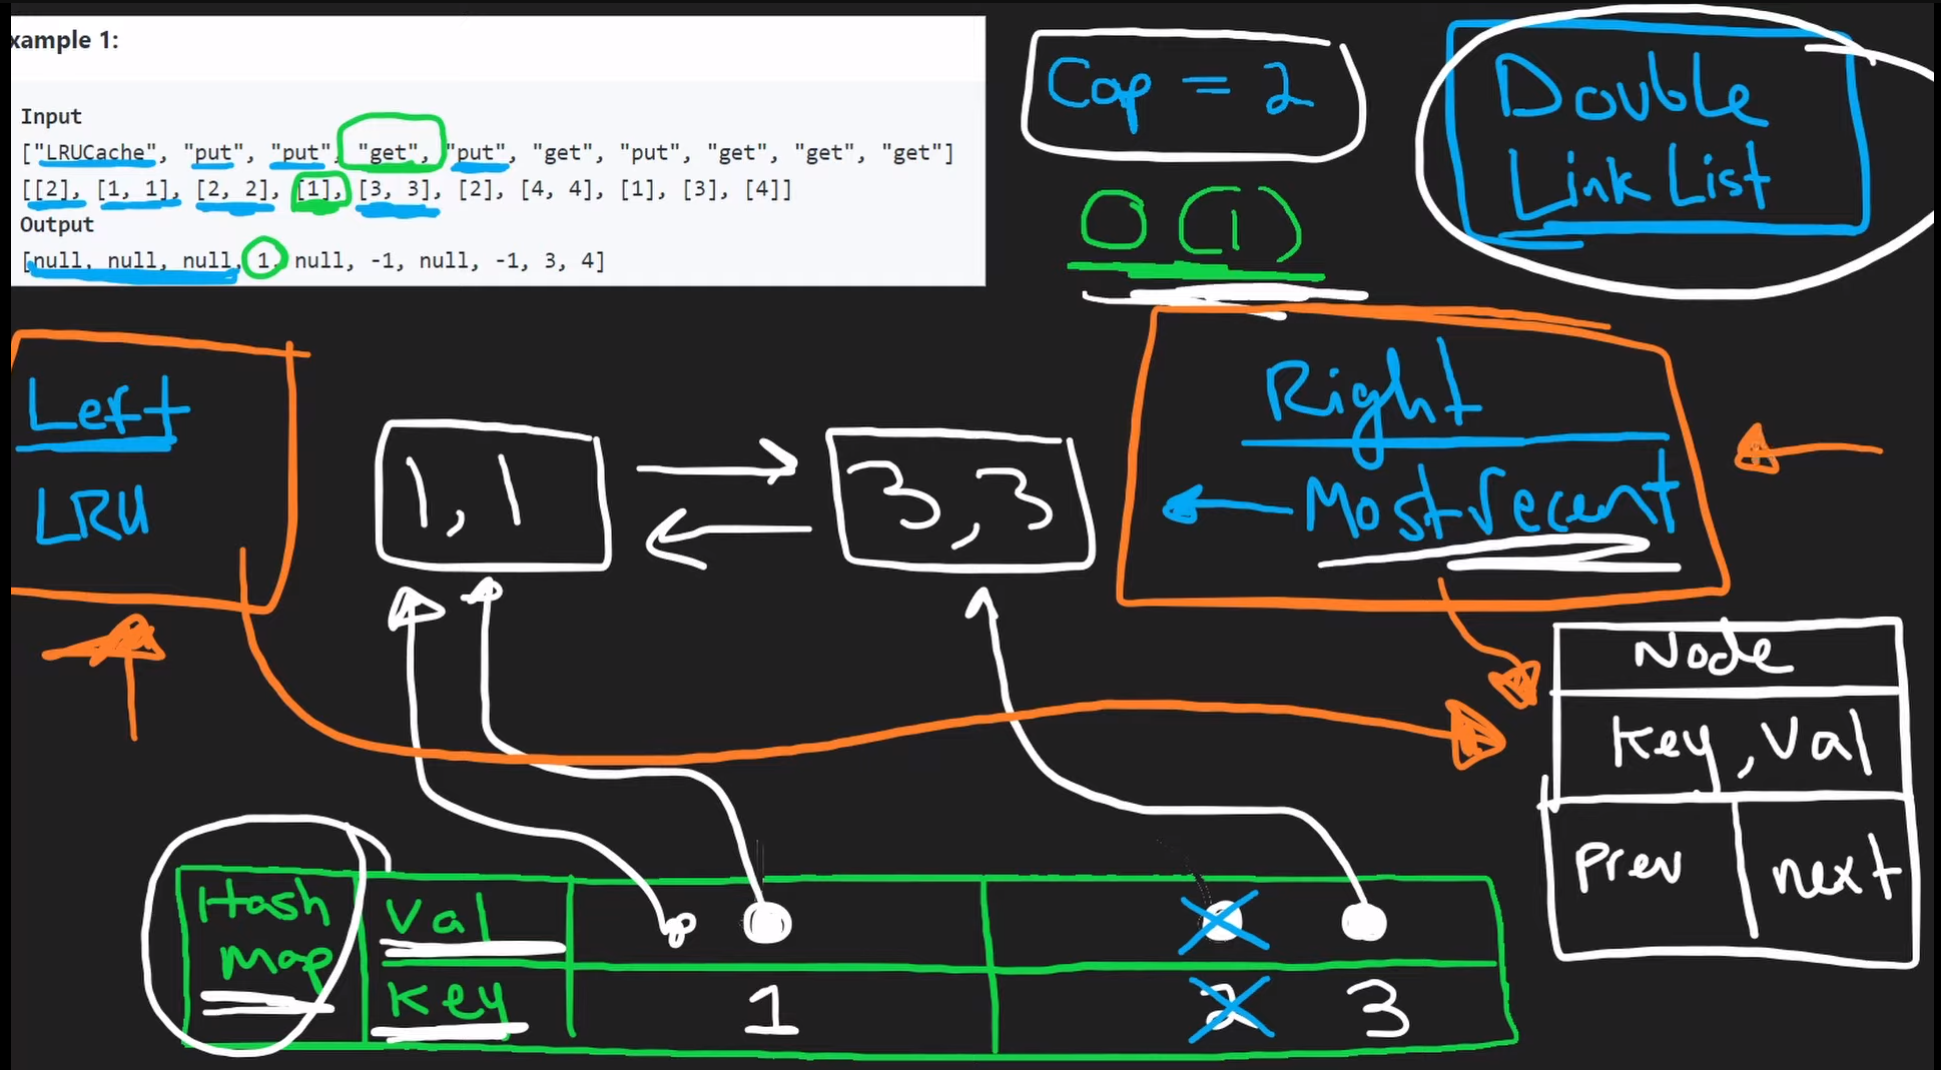 xample 1:
Input
["LRUCache", "put", "put", "get", "put", "get", "put", "get", "get", "get"]
[[2], [1, 1], [2, 2], [1], [3, 3], [2], [4, 4], [1], [3], [4]]
Output
[null, null, null, 1, null, -1, null, -1, 3, 4]
Cap = 2
O(1)
Double
Link List
Left
LRU
1,1
3,3
Right
Most recent
Node
Key, Val
Prev
next
Hash
Map
Val
Key
1
2
3